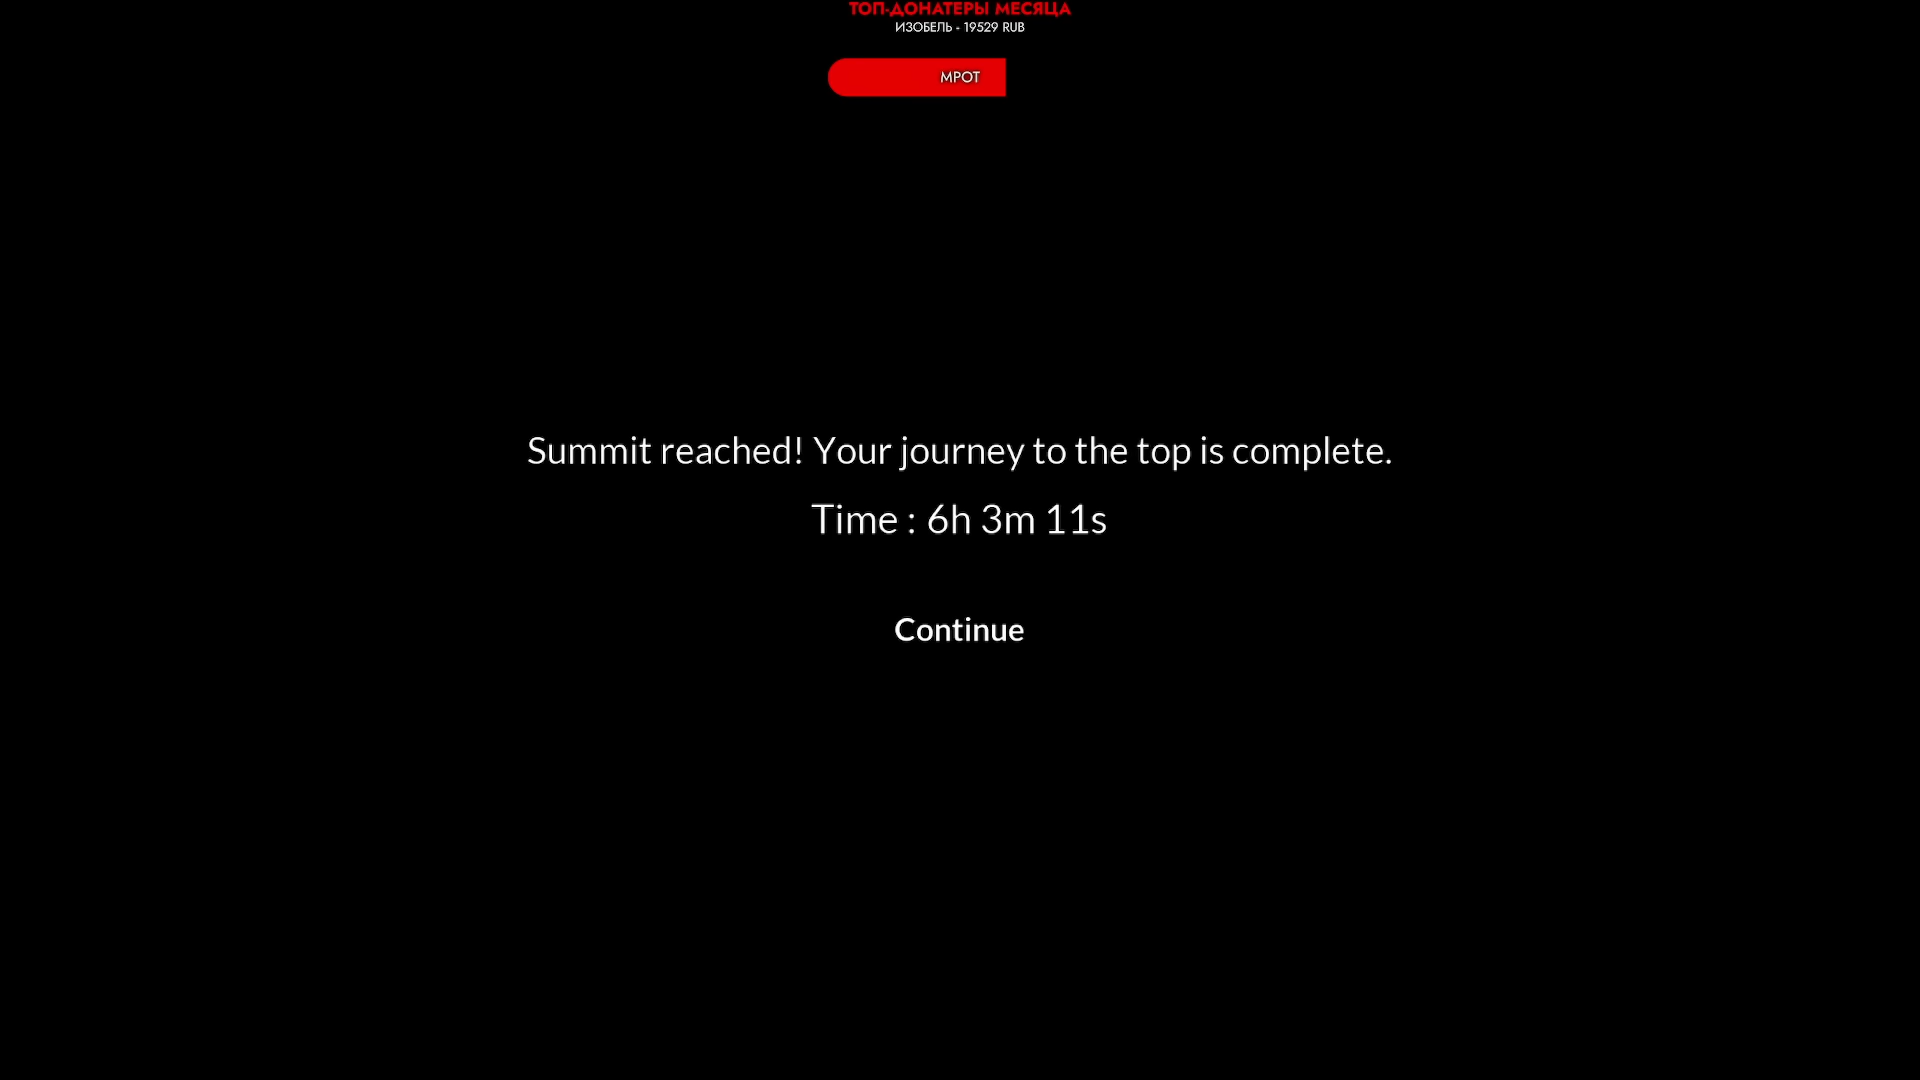 ТОП-ДОНАТЕРЫ МЕСЯЦА
ИЗОБЕЛЬ - 19529 RUB
МРОТ
Summit reached! Your journey to the top is complete.
Time : 6h 3m 11s
Continue